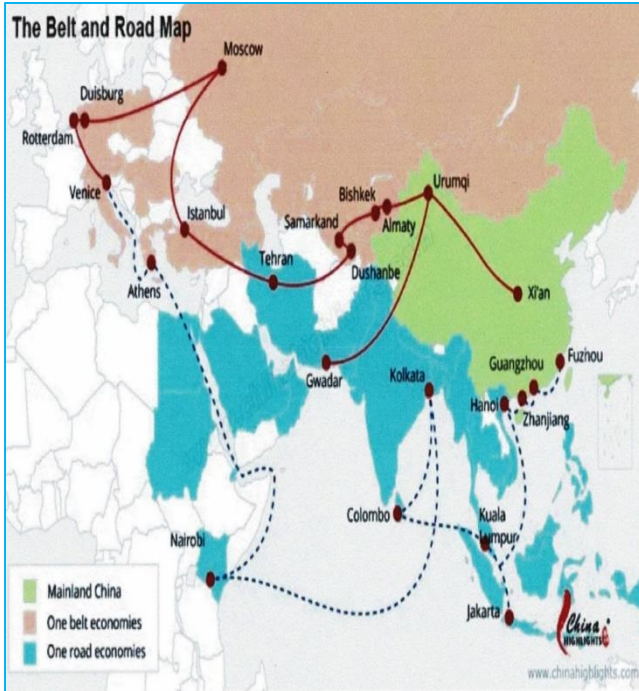 The Belt and Road Map
Moscow
Duisburg
Rotterdam
Venice
Istanbul
Athens
Tehran
Samarkand
Bishkek
Almaty
Urumqi
Dushanbe
Xi'an
Gwadar
Kolkata
Guangzhou
Fuzhou
Hanoi
Zhanjiang
Colombo
Kuala
Lumpur
Nairobi
Jakarta
Mainland China
One belt economies
One road economies
China
HIGHLIGHTS
www.chinahighlights.com